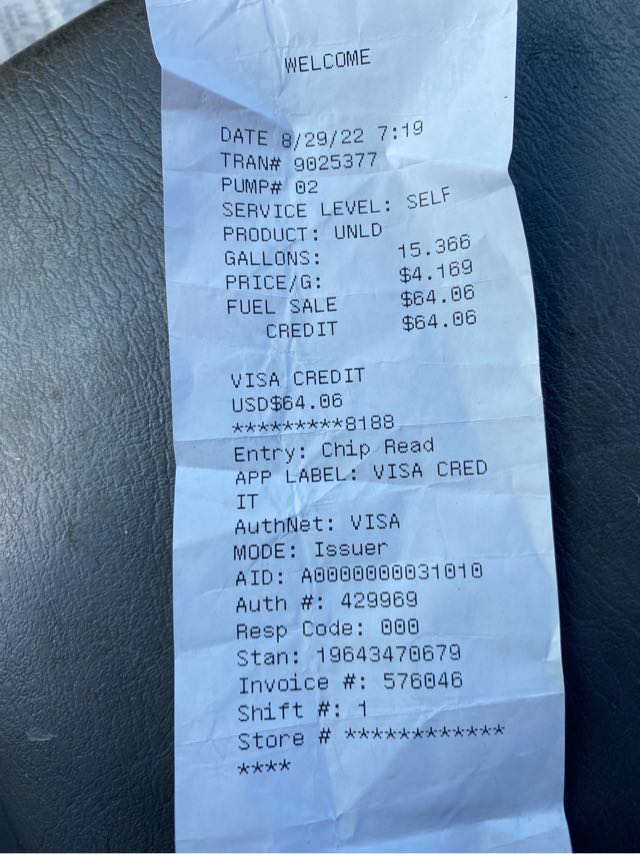 WELCOME
DATE 8/29/22 7:19
TRAN# 9025377
PUMP# 02
SERVICE LEVEL: SELF
PRODUCT: UNLD
GALLONS: 15.366
PRICE/G: $4.169
FUEL SALE $64.06
CREDIT $64.06
VISA CREDIT
USD$64.06
*********8188
Entry: Chip Read
APP LABEL: VISA CRED
IT
AuthNet: VISA
MODE: Issuer
AID: A0000000031010
Auth #: 429969
Resp Code: 000
Stan: 19643470679
Invoice #: 576046
Shift #: 1
Store # ************
****